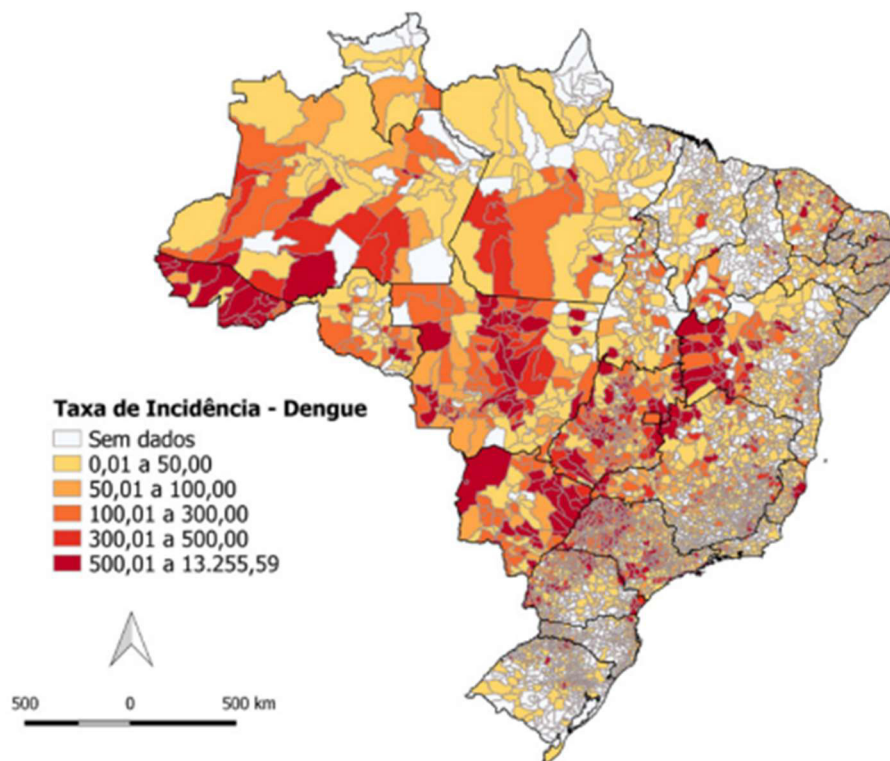 Taxa de Incidência - Dengue
Sem dados
0,01 a 50,00
50,01 a 100,00
100,01 a 300,00
300,01 a 500,00
500,01 a 13.255,59
500 0 500 km